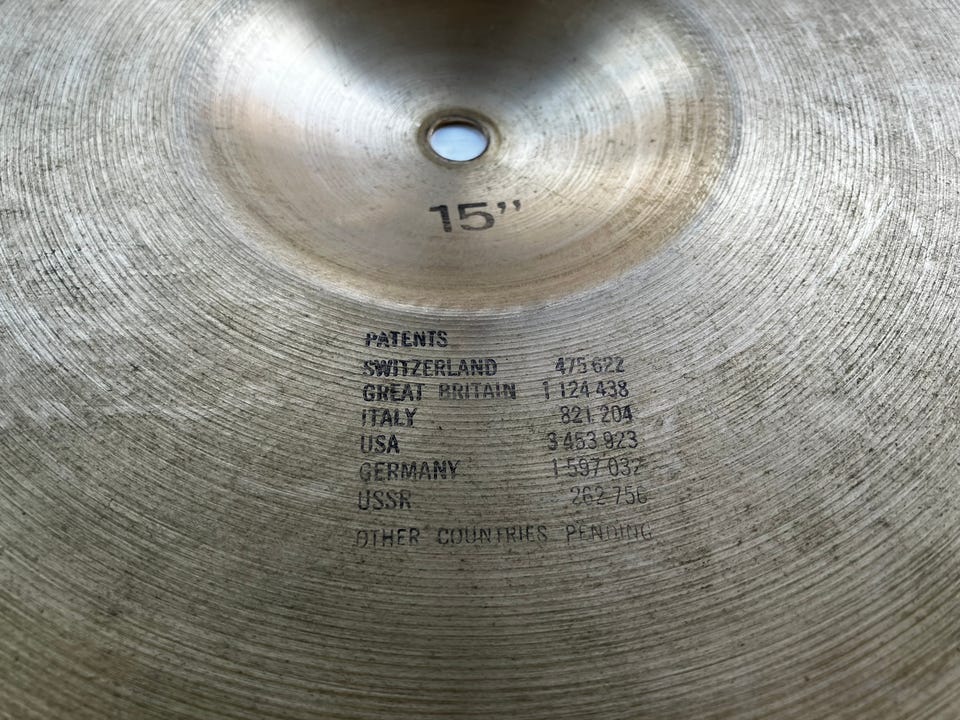 15”
PATENTS
SWITZERLAND 475 622
GREAT BRITAIN 1 124 438
ITALY 821 204
USA 3 453 923
GERMANY 1 597 032
USSR 262 756
OTHER COUNTRIES PENDING